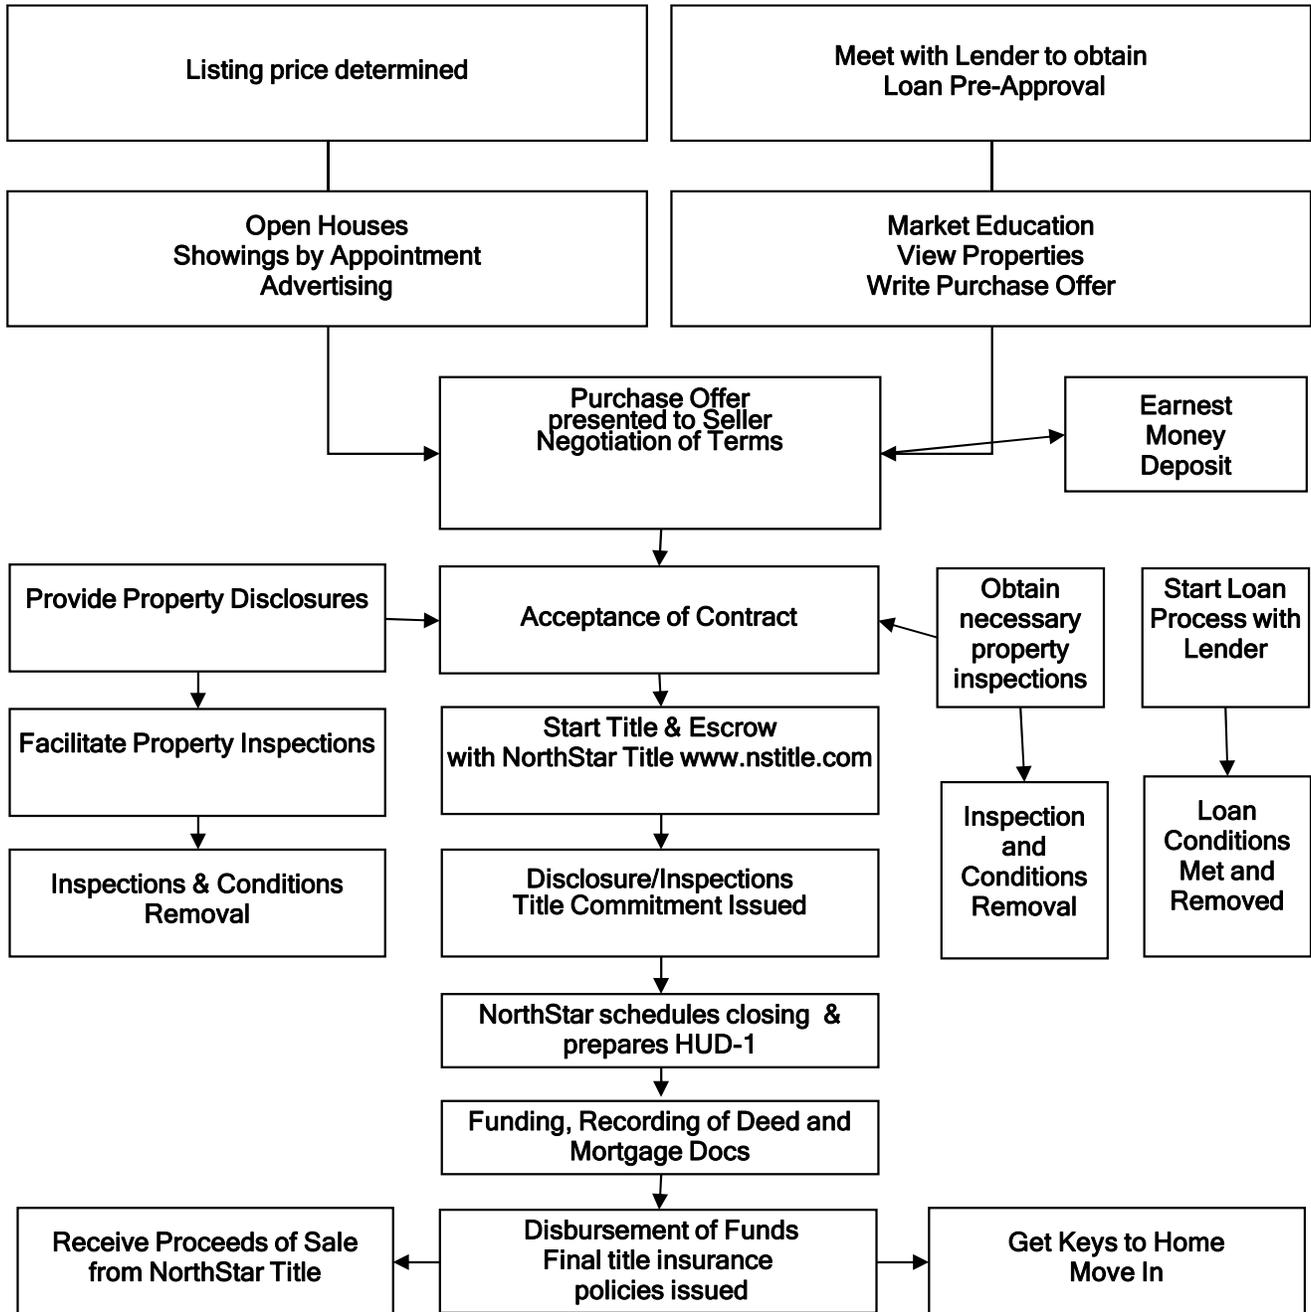 Listing price determined
Meet with Lender to obtain
Loan Pre-Approval
Open Houses
Showings by Appointment
Advertising
Market Education
View Properties
Write Purchase Offer
Purchase Offer
presented to Seller
Negotiation of Terms
Earnest
Money
Deposit
Provide Property Disclosures
Acceptance of Contract
Obtain
necessary
property
inspections
Start Loan
Process with
Lender
Facilitate Property Inspections
Start Title & Escrow
with NorthStar Title www.nstitle.com
Inspection
and
Conditions
Removal
Loan
Conditions
Met and
Removed
Inspections & Conditions
Removal
Disclosure/Inspections
Title Commitment Issued
NorthStar schedules closing  &
prepares HUD-1
Funding, Recording of Deed and
Mortgage Docs
Receive Proceeds of Sale
from NorthStar Title
Disbursement of Funds
Final title insurance
policies issued
Get Keys to Home
Move In